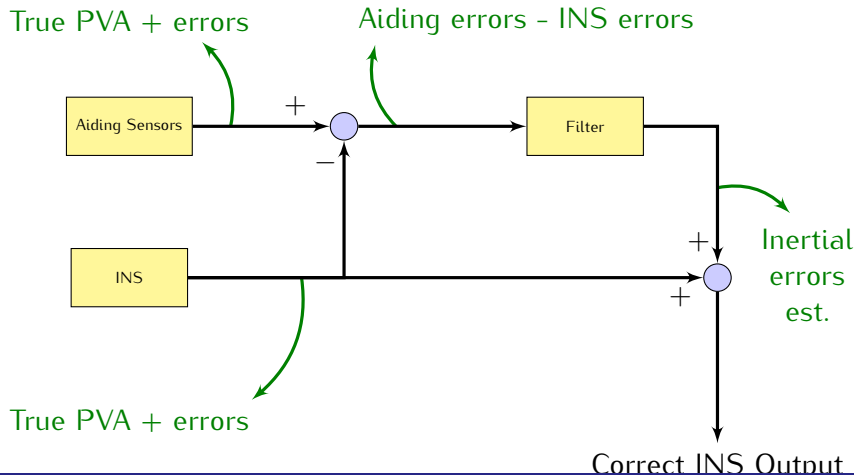 True PVA + errors
Aiding errors - INS errors
Aiding Sensors
+
−
Filter
INS
+
+
Inertial
errors
est.
True PVA + errors
Correct INS Output